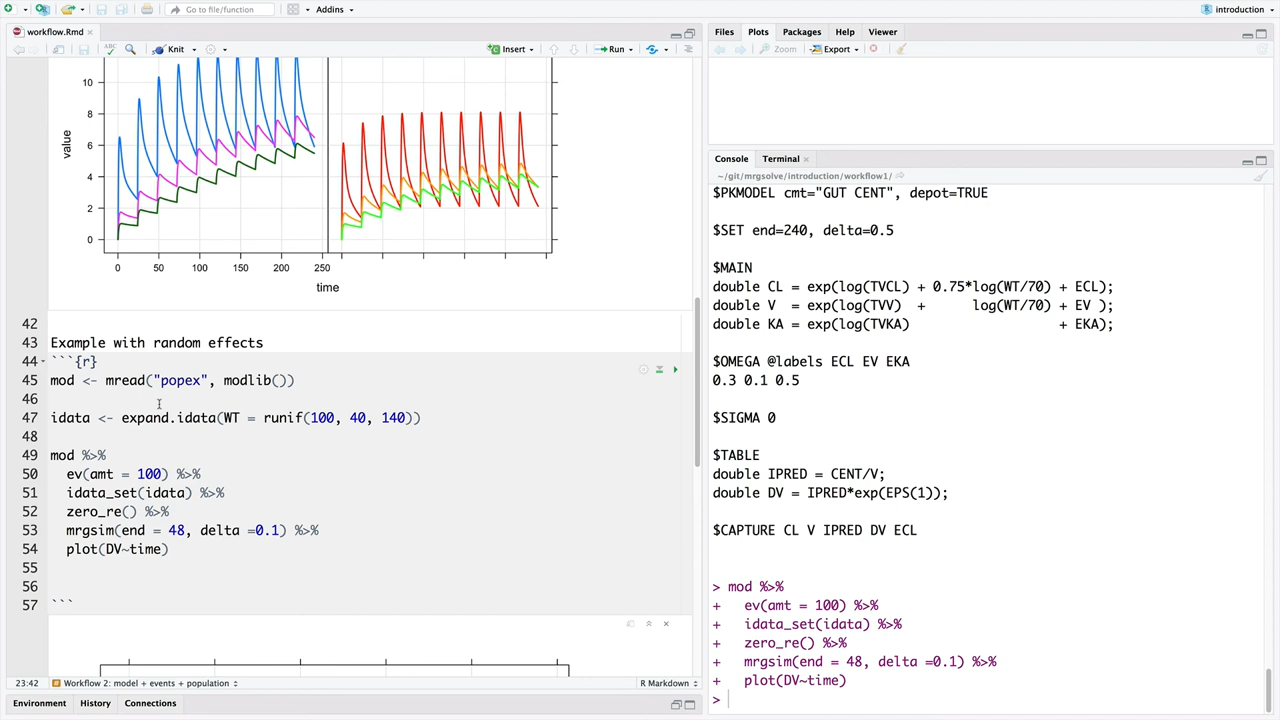 Go to file/function
Addins
introduction
workflow.Rmd
Knit
Insert
Run
10
8
6
4
2
0
value
0
50
100
150
200
250
time
42
43 Example with random effects
44 ```{r}
45 mod <- mread("popex", modlib())
46
47 idata <- expand.idata(WT = runif(100, 40, 140))
48
49 mod %>%
50   ev(amt = 100) %>%
51   idata_set(idata) %>%
52   zero_re() %>%
53   mrgsim(end = 48, delta =0.1) %>%
54   plot(DV~time)
55
56
57 ```
23:42
Workflow 2: model + events + population
R Markdown
Environment
History
Connections
Files
Plots
Packages
Help
Viewer
Zoom
Export
Console
Terminal
~/git/mrgsolve/introduction/workflow1/
$PKMODEL cmt="GUT CENT", depot=TRUE
$SET end=240, delta=0.5
$MAIN
double CL = exp(log(TVCL) + 0.75*log(WT/70) + ECL);
double V  = exp(log(TVV)  +      log(WT/70) + EV );
double KA = exp(log(TVKA)                   + EKA);
$OMEGA @labels ECL EV EKA
0.3 0.1 0.5
$SIGMA 0
$TABLE
double IPRED = CENT/V;
double DV = IPRED*exp(EPS(1));
$CAPTURE CL V IPRED DV ECL
> mod %>%
+   ev(amt = 100) %>%
+   idata_set(idata) %>%
+   zero_re() %>%
+   mrgsim(end = 48, delta =0.1) %>%
+   plot(DV~time)
>